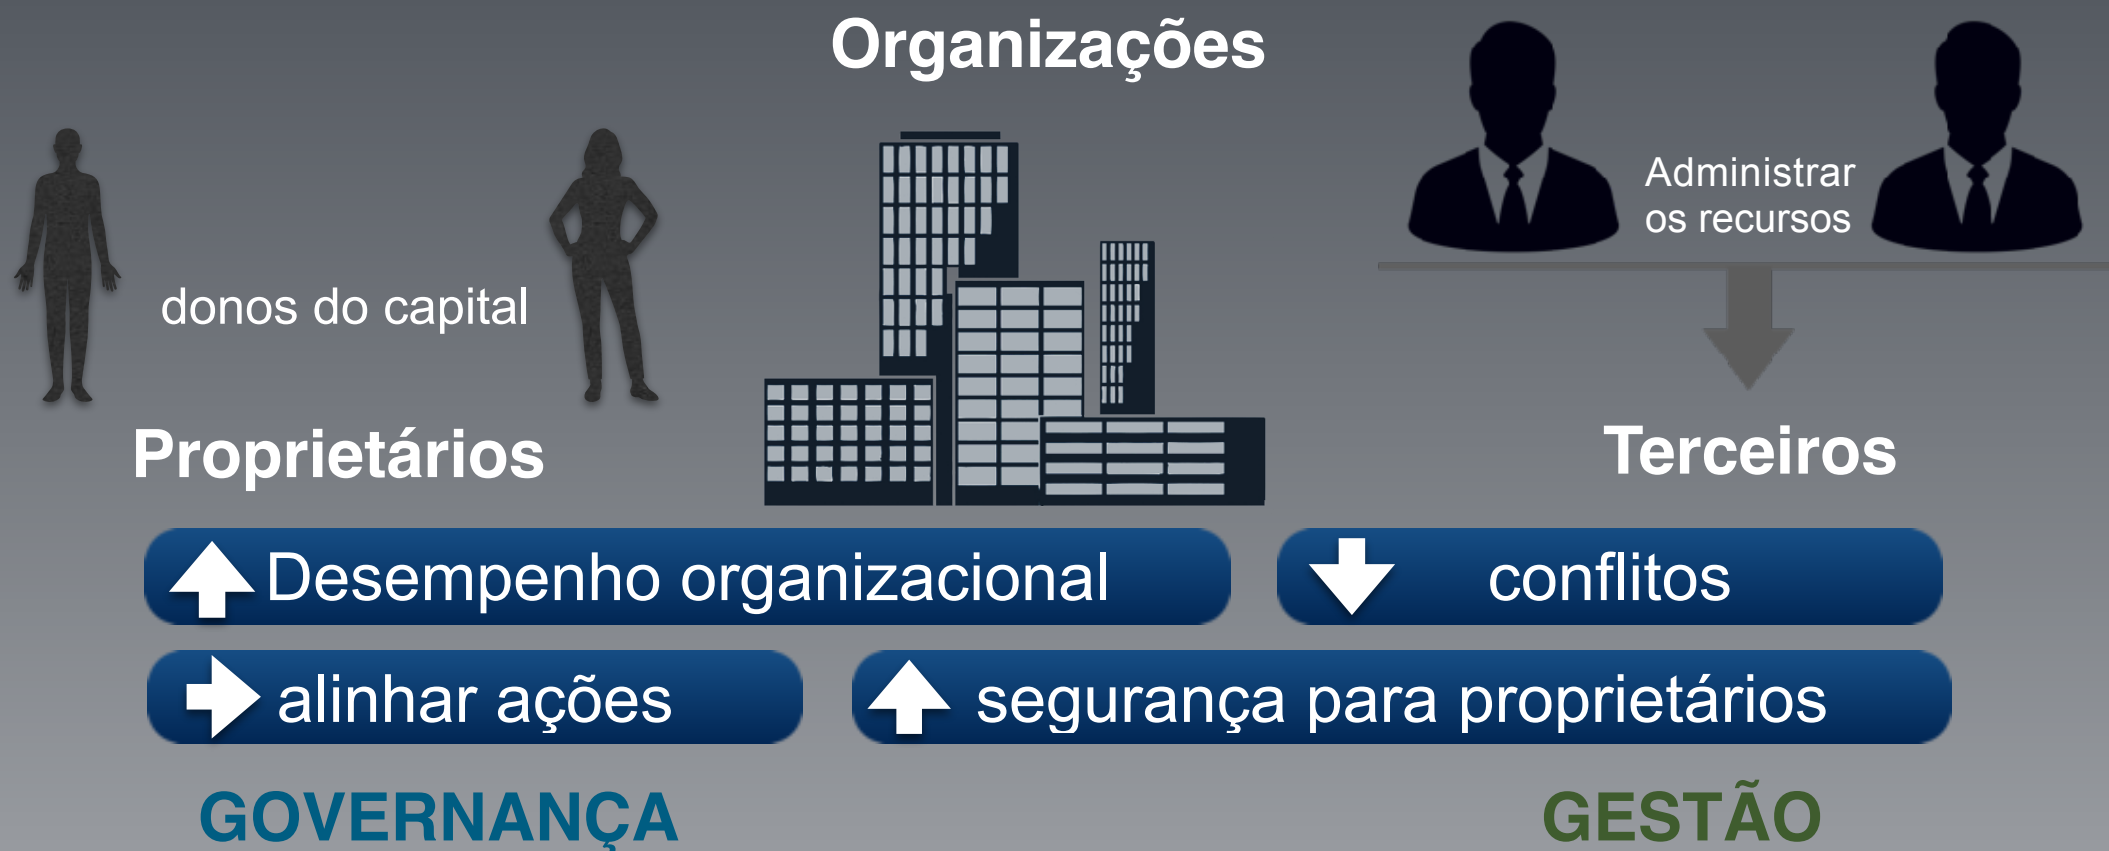 Organizações
Administrar
os recursos
donos do capital
Proprietários
Terceiros
Desempenho organizacional
conflitos
alinhar ações
segurança para proprietários
GOVERNANÇA
GESTÃO